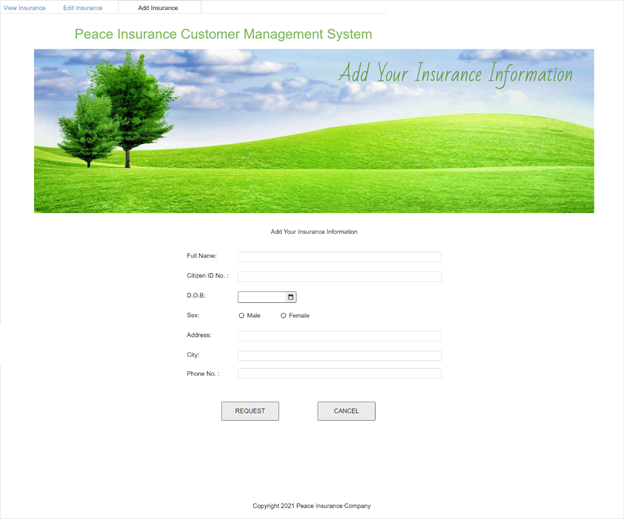 View Insurance Edit Insurance Add Insurance
Peace Insurance Customer Management System
Add Your Insurance Information
Add Your Insurance Information
Full Name:
Citizen ID No. :
D.O.B:
Sex: Male Female
Address:
City:
Phone No. :
REQUEST CANCEL
Copyright 2021 Peace Insurance Company